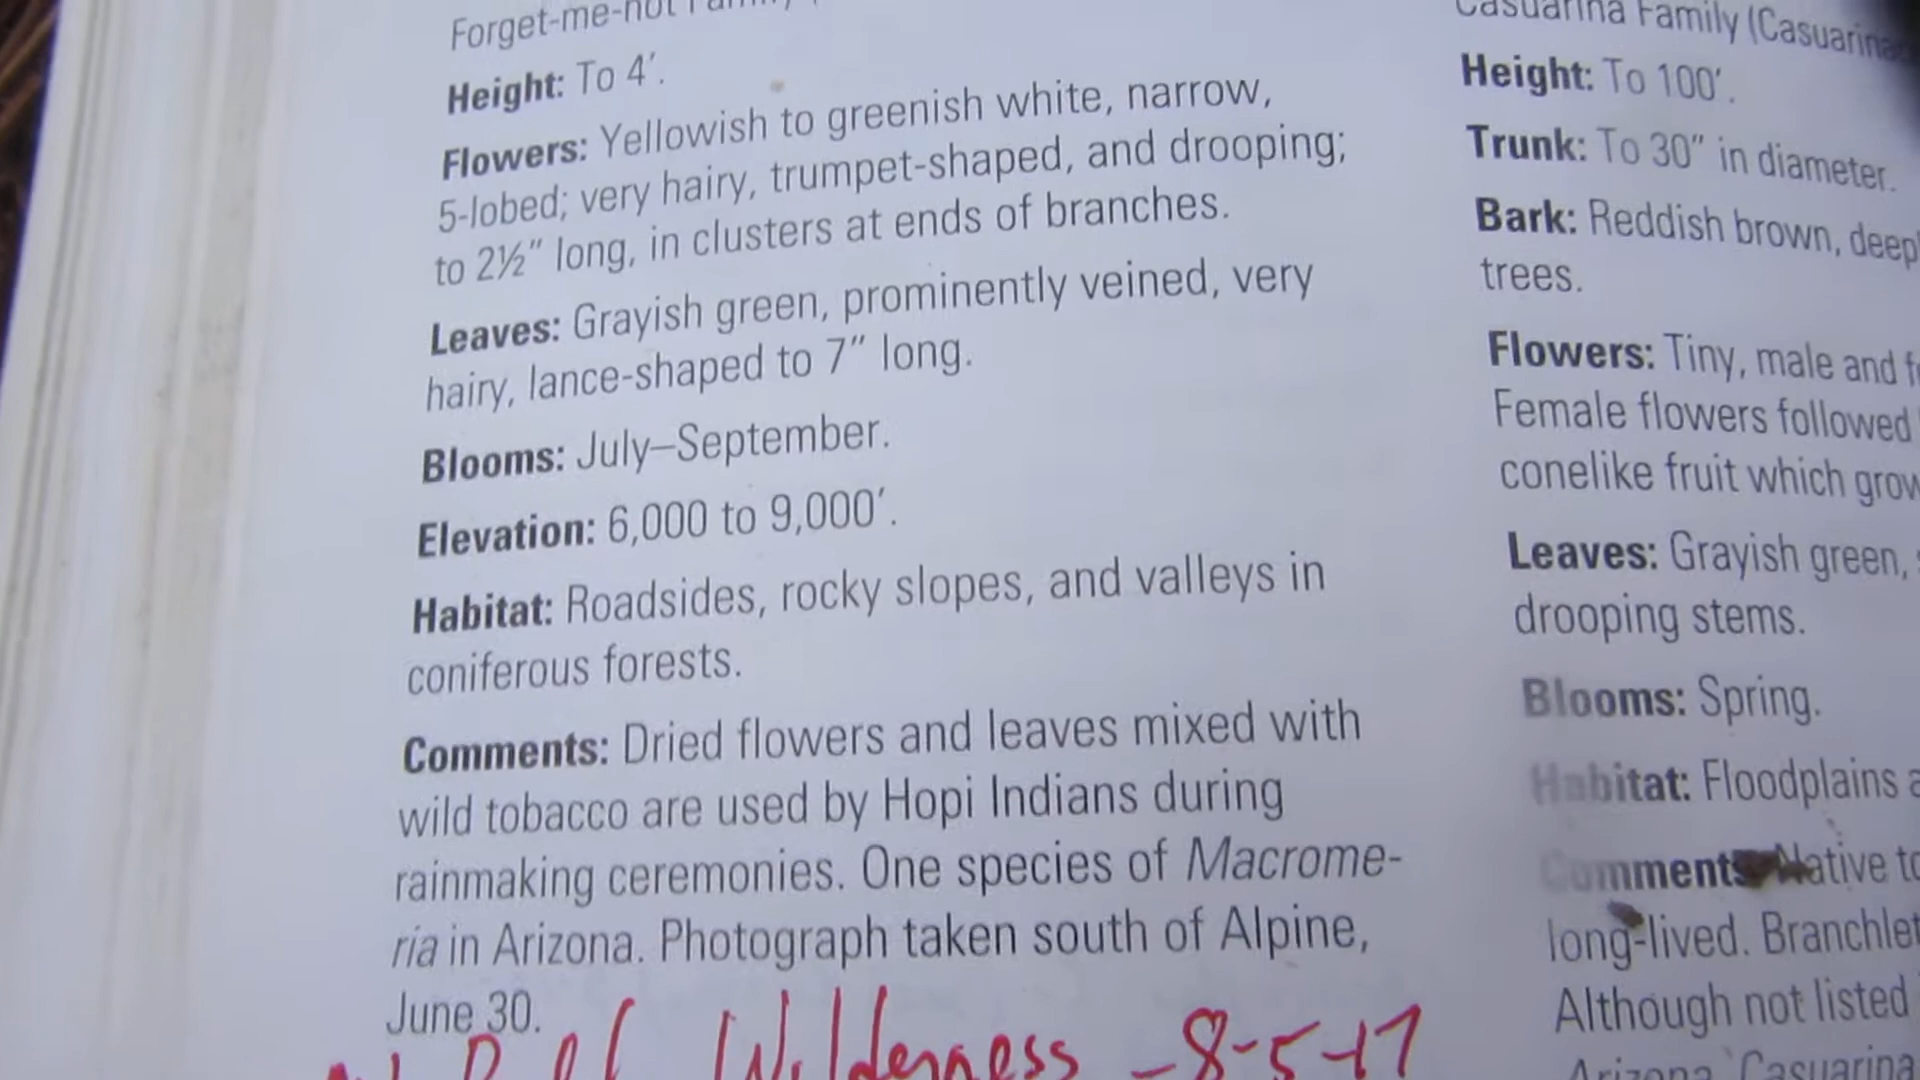 Forget-me-not Family
Height: To 4′.
Flowers: Yellowish to greenish white, narrow,
5-lobed; very hairy, trumpet-shaped, and drooping;
to 2½″ long, in clusters at ends of branches.
Leaves: Grayish green, prominently veined, very
hairy, lance-shaped to 7″ long.
Blooms: July–September.
Elevation: 6,000 to 9,000′.
Habitat: Roadsides, rocky slopes, and valleys in
coniferous forests.
Comments: Dried flowers and leaves mixed with
wild tobacco are used by Hopi Indians during
rainmaking ceremonies. One species of Macrome-
ria in Arizona. Photograph taken south of Alpine,
June 30.
Wilderness - 8-5-17
Casuarina Family (Casuarina
Height: To 100′.
Trunk: To 30″ in diameter.
Bark: Reddish brown, deep
trees.
Flowers: Tiny, male and
Female flowers followed
conelike fruit which grow
Leaves: Grayish green,
drooping stems.
Blooms: Spring.
Habitat: Floodplains
Comments: Native to
long-lived. Branchlet
Although not listed
Arizona, Casuarina